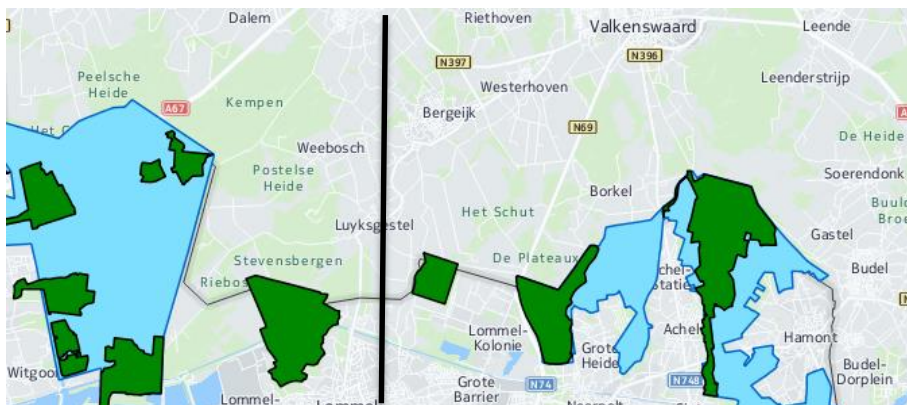 Dalem
Riethoven
Valkenswaard
Leende
N397
N396
Peelsche
Heide
Westerhoven
Leenderstrijp
A67
Kempen
Bergeijk
N69
De Heide
Weebosch
Postelse
Heide
Borkel
Soerendonk
Luyksgestel
Het Schut
Gastel
Stevensbergen
De Plateaux
Budel
Lommel-
Kolonie
Achel
Hamont
Witgoor
Grote
Heide
Grote
Barrier
N74
N748
Budel-
Dorplein
Lommel-